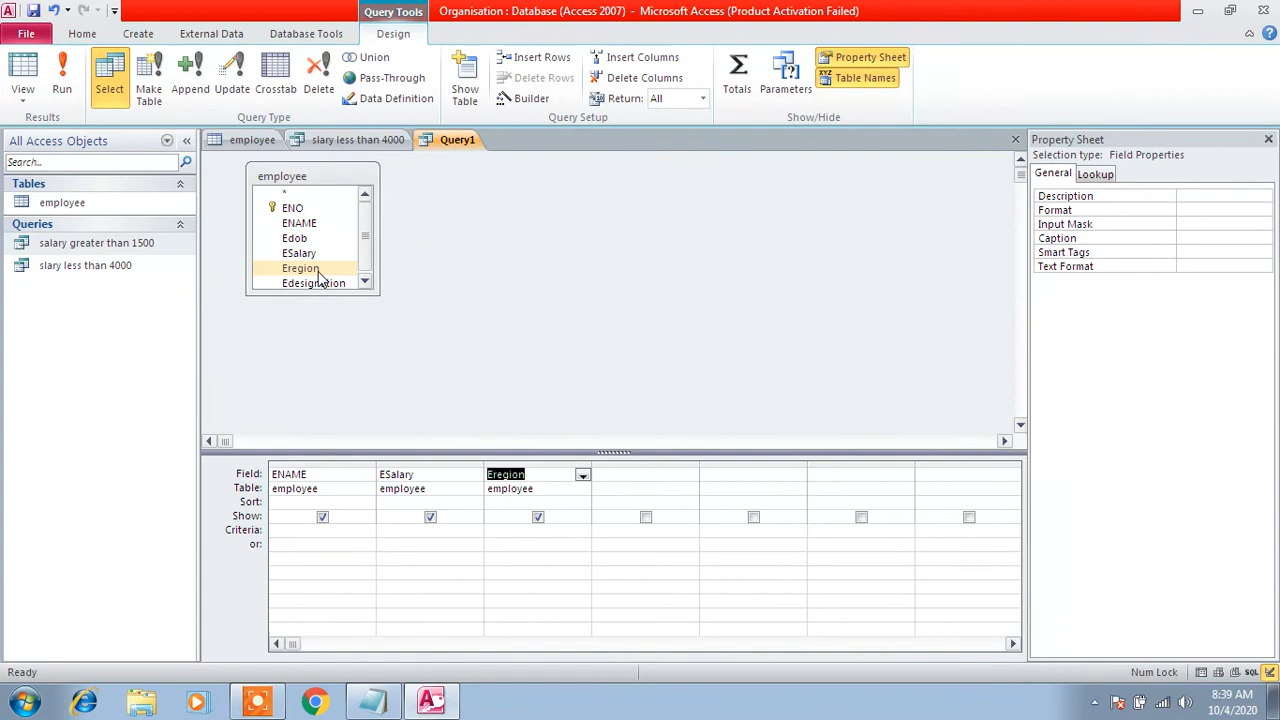 Query Tools
Organisation : Database (Access 2007) - Microsoft Access (Product Activation Failed)
File
Home
Create
External Data
Database Tools
Design
View
Run
Select
Make
Table
Append
Update
Crosstab
Delete
Union
Pass-Through
Data Definition
Show
Table
Insert Rows
Delete Rows
Builder
Insert Columns
Delete Columns
Return: All
Totals
Parameters
Property Sheet
XYZ Table Names
Results
Query Type
Query Setup
Show/Hide
All Access Objects
Search...
Tables
employee
Queries
salary greater than 1500
slary less than 4000
employee
slary less than 4000
Query1
employee
*
ENO
ENAME
Edob
ESalary
Eregion
Edesignation
Property Sheet
Selection type: Field Properties
General
Lookup
Description
Format
Input Mask
Caption
Smart Tags
Text Format
Field: ENAME ESalary Eregion
Table: employee employee employee
Sort:
Show:
Criteria:
or:
Ready
Num Lock
SQL
8:39 AM
10/4/2020